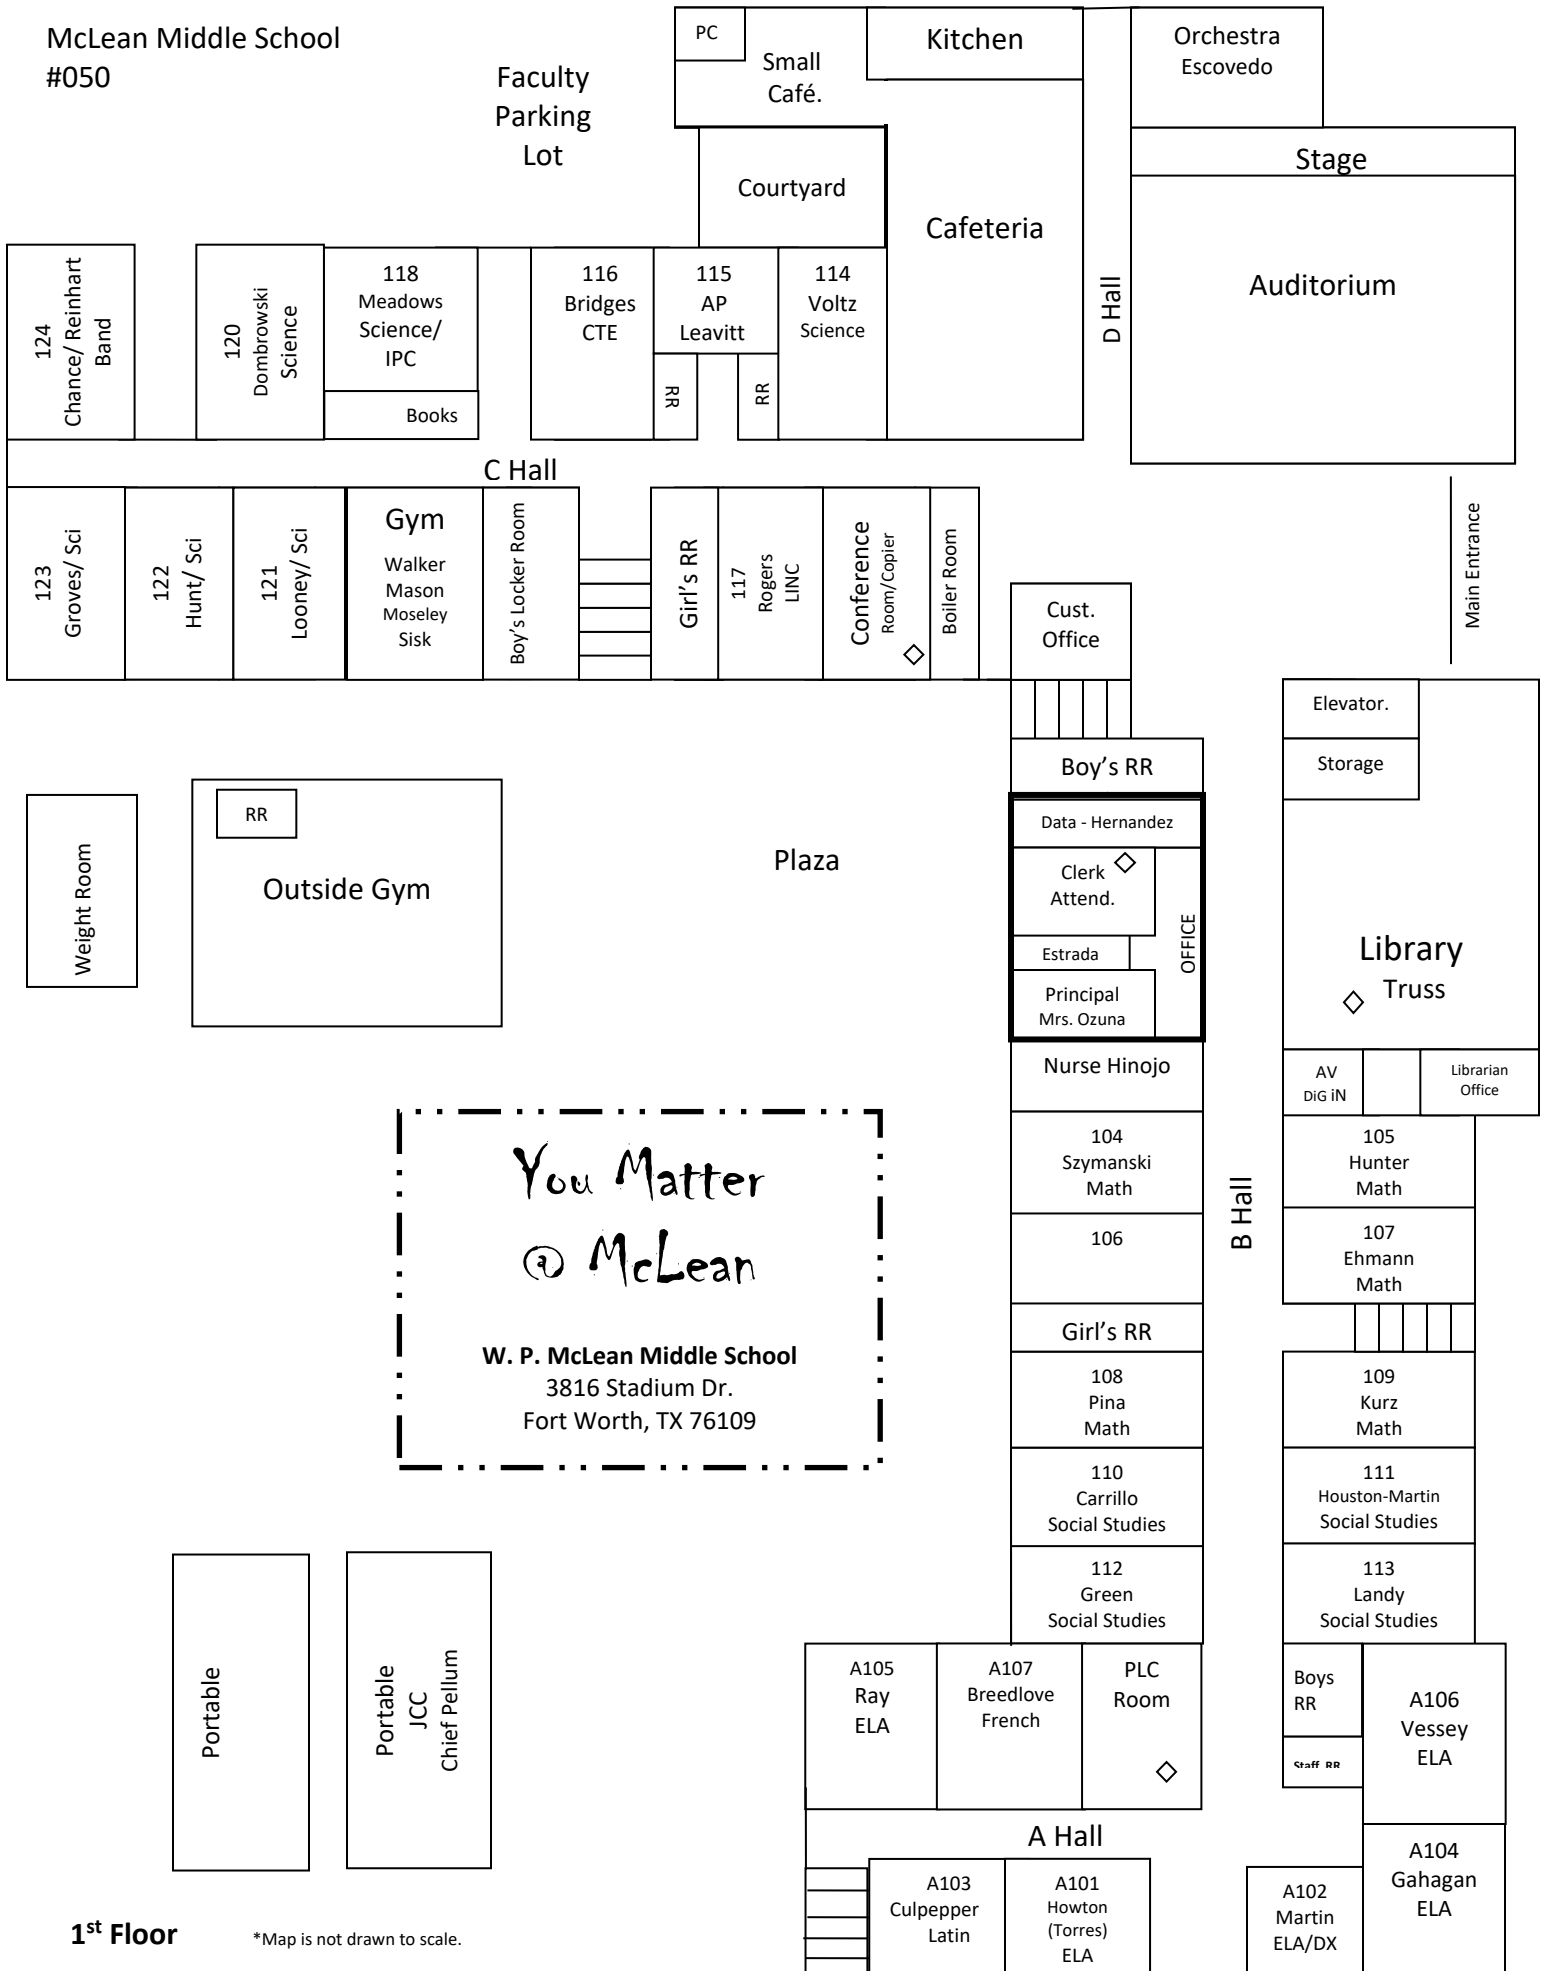 McLean Middle School
#050
Faculty
Parking
Lot
PC
Small
Café.
Kitchen
Orchestra
Escovedo
Stage
Courtyard
Cafeteria
Auditorium
D Hall
124
Chance/ Reinhart
Band
120
Dombrowski
Science
118
Meadows
Science/
IPC
Books
116
Bridges
CTE
115
AP
Leavitt
RR
RR
114
Voltz
Science
C Hall
123
Groves/ Sci
122
Hunt/ Sci
121
Looney/ Sci
Gym
Walker
Mason
Moseley
Sisk
Boy's Locker Room
Girl's RR
117
Rogers
LINC
Conference
Room/Copier
Boiler Room
Cust.
Office
Main Entrance
Elevator.
Storage
Boy's RR
Data - Hernandez
Clerk
Attend.
Estrada
Principal
Mrs. Ozuna
OFFICE
Library
Truss
Weight Room
RR
Outside Gym
Plaza
Nurse Hinojo
AV
DiG iN
Librarian
Office
You Matter
@ McLean
W. P. McLean Middle School
3816 Stadium Dr.
Fort Worth, TX 76109
104
Szymanski
Math
105
Hunter
Math
B Hall
106
107
Ehmann
Math
Girl's RR
108
Pina
Math
109
Kurz
Math
110
Carrillo
Social Studies
111
Houston-Martin
Social Studies
112
Green
Social Studies
113
Landy
Social Studies
Portable
Portable
JCC
Chief Pellum
A105
Ray
ELA
A107
Breedlove
French
PLC
Room
Boys
RR
Staff RR
A106
Vessey
ELA
A Hall
A103
Culpepper
Latin
A101
Howton
(Torres)
ELA
A102
Martin
ELA/DX
A104
Gahagan
ELA
1st Floor
*Map is not drawn to scale.